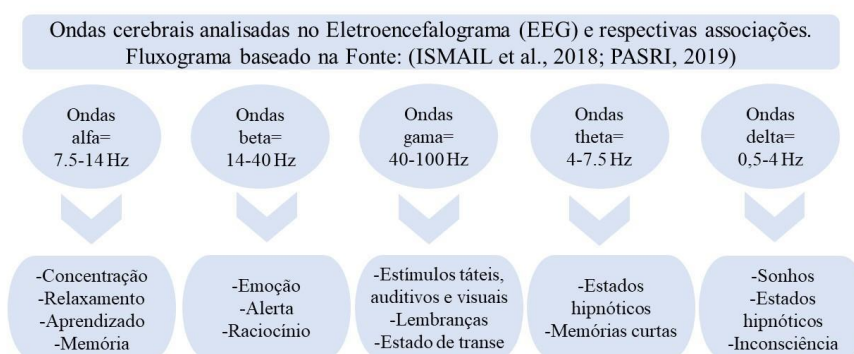 Ondas cerebrais analisadas no Eletroencefalograma (EEG) e respectivas associações.
Fluxograma baseado na Fonte: (ISMAIL et al., 2018; PASRI, 2019)
Ondas
alfa=
7.5-14 Hz
Ondas
beta=
14-40 Hz
Ondas
gama=
40-100 Hz
Ondas
theta=
4-7.5 Hz
Ondas
delta=
0,5-4 Hz
-Concentração
-Relaxamento
-Aprendizado
-Memória
-Emoção
-Alerta
-Raciocínio
-Estímulos táteis,
auditivos e visuais
-Lembranças
-Estado de transe
-Estados
hipnóticos
-Memórias curtas
-Sonhos
-Estados
hipnóticos
-Inconsciência